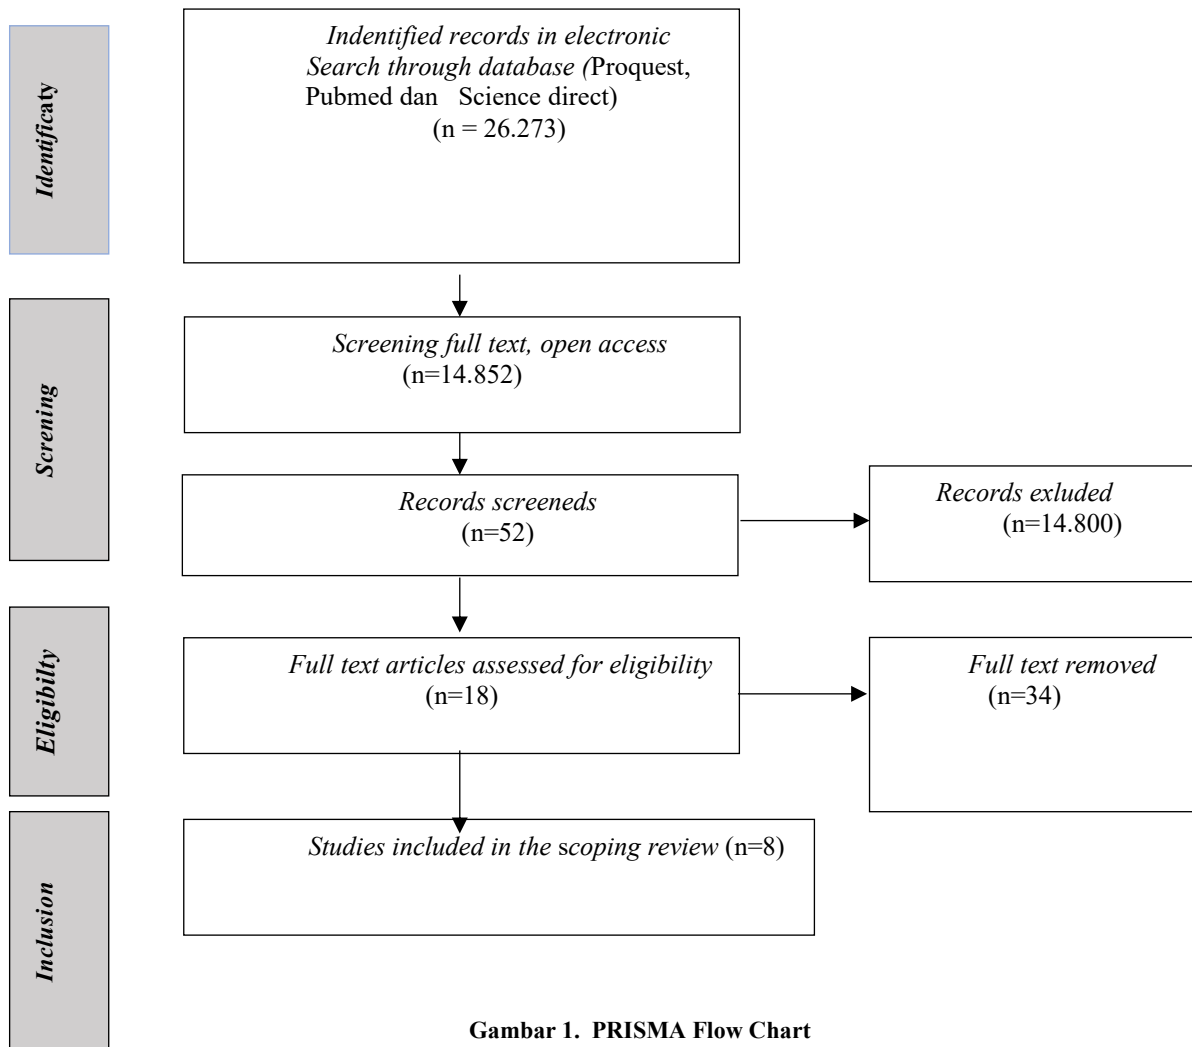 Identificaty
Indentified records in electronic
Search through database (Proquest,
Pubmed dan Science direct)
(n = 26.273)
Screning
Screening full text, open access
(n=14.852)
Records screeneds
(n=52)
Records exluded
(n=14.800)
Eligibilty
Full text articles assessed for eligibility
(n=18)
Full text removed
(n=34)
Inclusion
Studies included in the scoping review (n=8)
Gambar 1. PRISMA Flow Chart